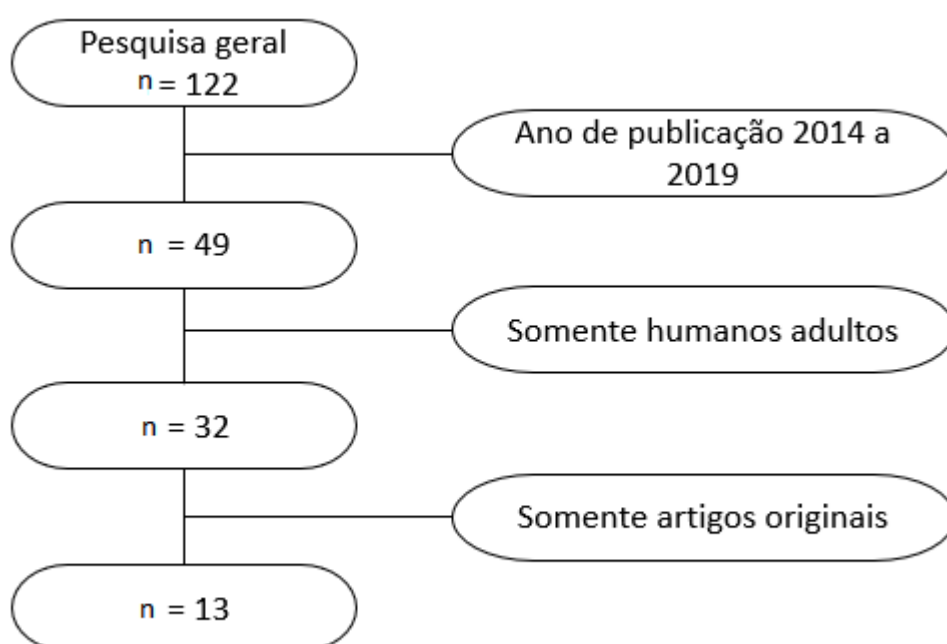 Pesquisa geral
n = 122
Ano de publicação 2014 a
2019
n = 49
Somente humanos adultos
n = 32
Somente artigos originais
n = 13